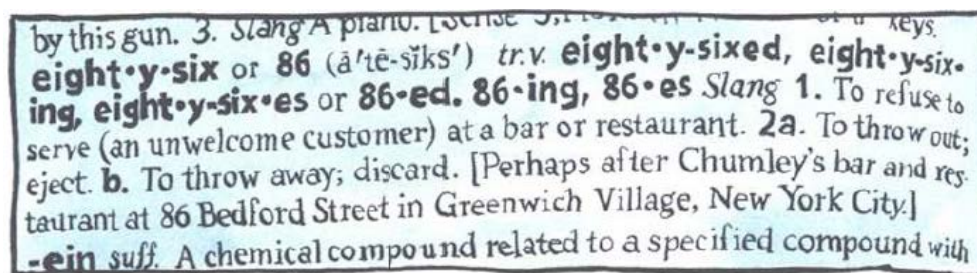 by this gun. 3. Slang A piano. [Sense 3, keys.
eight•y-six or 86 (ā′tē-sĭks′) tr.v. eight•y-sixed, eight•y-six•
ing, eight•y-six•es or 86•ed. 86•ing, 86•es Slang 1. To refuse to
serve (an unwelcome customer) at a bar or restaurant. 2a. To throw out;
eject. b. To throw away; discard. [Perhaps after Chumley's bar and res-
taurant at 86 Bedford Street in Greenwich Village, New York City.]
-ein suff. A chemical compound related to a specified compound with